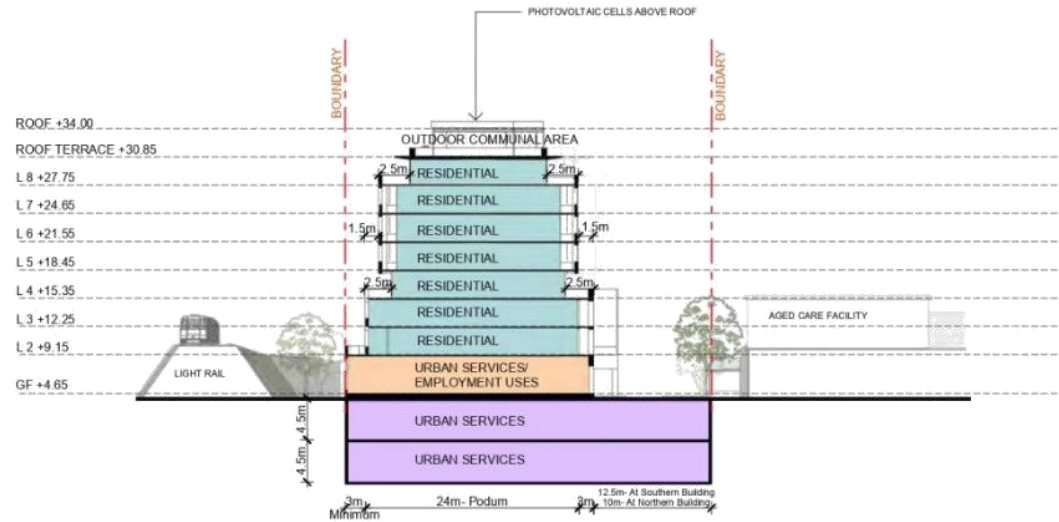 PHOTOVOLTAIC CELLS ABOVE ROOF
BOUNDARY
BOUNDARY
ROOF +34.00
OUTDOOR COMMUNAL AREA
ROOF TERRACE +30.85
2.5m
RESIDENTIAL
2.5m
L 8 +27.75
RESIDENTIAL
L 7 +24.65
1.5m
RESIDENTIAL
1.5m
L 6 +21.55
RESIDENTIAL
L 5 +18.45
2.5m
RESIDENTIAL
2.5m
L 4 +15.35
RESIDENTIAL
AGED CARE FACILITY
L 3 +12.25
RESIDENTIAL
L 2 +9.15
LIGHT RAIL
URBAN SERVICES/
EMPLOYMENT USES
GF +4.65
4.5m
URBAN SERVICES
4.5m
URBAN SERVICES
3m
Minimum
24m- Podum
3m
12.5m- At Southern Building
10m- At Northern Building